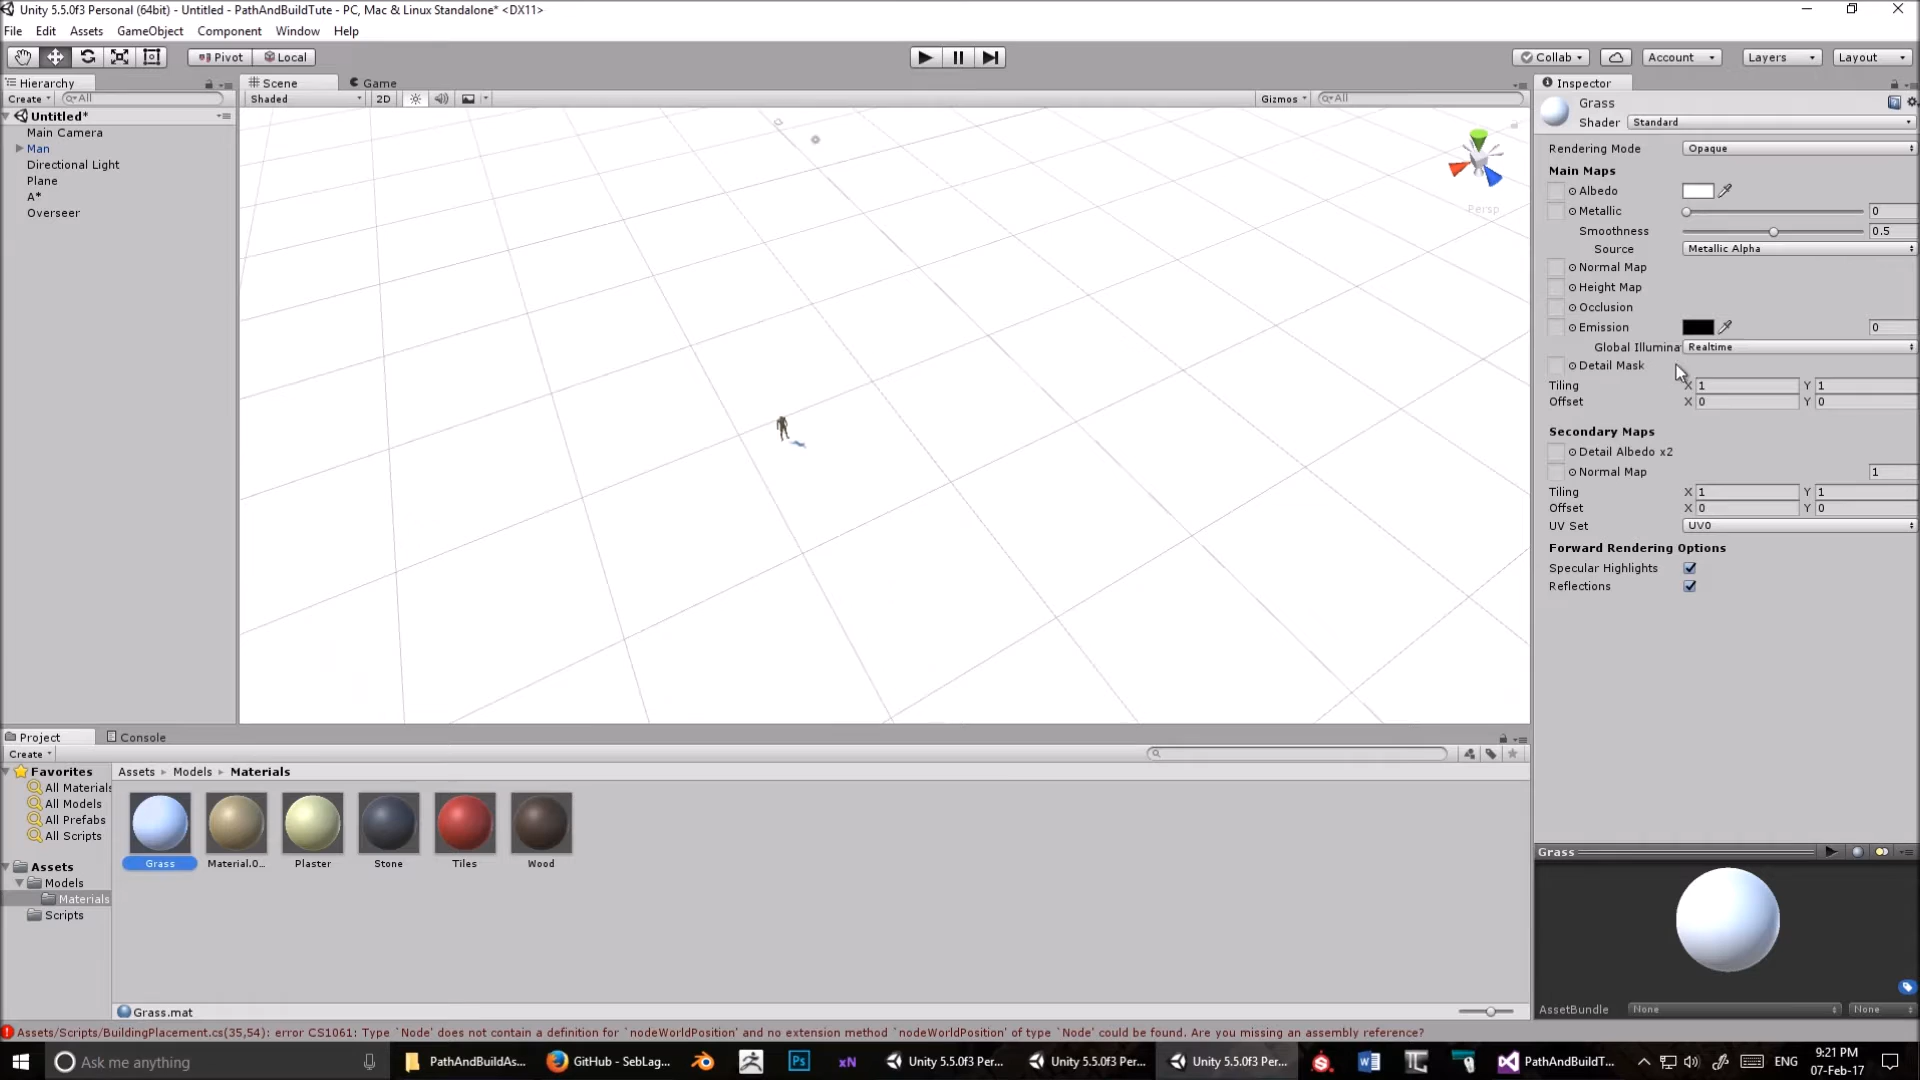 Unity 5.5.0f3 Personal (64bit) - Untitled - PathAndBuildTute - PC, Mac & Linux Standalone* <DX11>
File Edit Assets GameObject Component Window Help
Pivot Local Collab Account Layers Layout
Hierarchy Scene Game Inspector
Create All Shaded 2D Gizmos All
Untitled*
Main Camera
Man
Directional Light
Plane
A*
Overseer
Persp
Grass
Shader Standard
Rendering Mode Opaque
Main Maps
Albedo
Metallic 0
Smoothness 0.5
Source Metallic Alpha
Normal Map
Height Map
Occlusion
Emission 0
Global Illumina Realtime
Detail Mask
Tiling X 1 Y 1
Offset X 0 Y 0
Secondary Maps
Detail Albedo x2
Normal Map 1
Tiling X 1 Y 1
Offset X 0 Y 0
UV Set UV0
Forward Rendering Options
Specular Highlights
Reflections
Project Console
Create
Favorites
All Materials
All Models
All Prefabs
All Scripts
Assets
Models
Materials
Scripts
Assets Models Materials
Grass Material.0... Plaster Stone Tiles Wood
Grass.mat
Grass
AssetBundle None None
Assets/Scripts/BuildingPlacement.cs(35,54): error CS1061: Type `Node' does not contain a definition for `nodeWorldPosition' and no extension method `nodeWorldPosition' of type `Node' could be found. Are you missing an assembly reference?
Ask me anything PathAndBuildAs... GitHub - SebLag... Ps xN Unity 5.5.0f3 Per... Unity 5.5.0f3 Per... Unity 5.5.0f3 Per... PathAndBuildT... ENG 9:21 PM
07-Feb-17